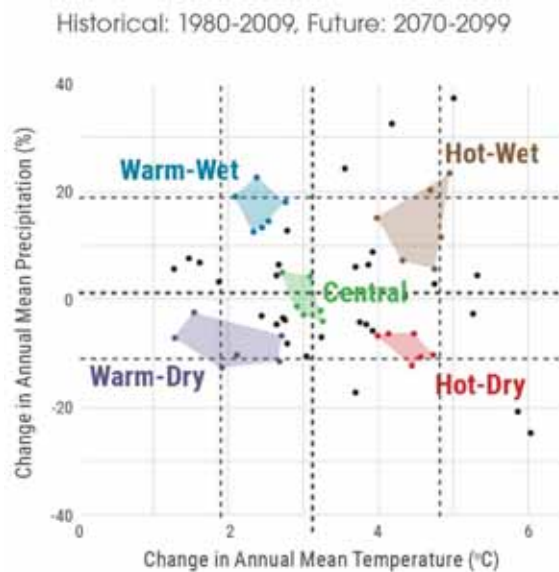 Historical: 1980-2009, Future: 2070-2099
Change in Annual Mean Precipitation (%)
40
20
0
-20
-40
Warm-Wet
Hot-Wet
Central
Warm-Dry
Hot-Dry
0
2
4
6
Change in Annual Mean Temperature (°C)